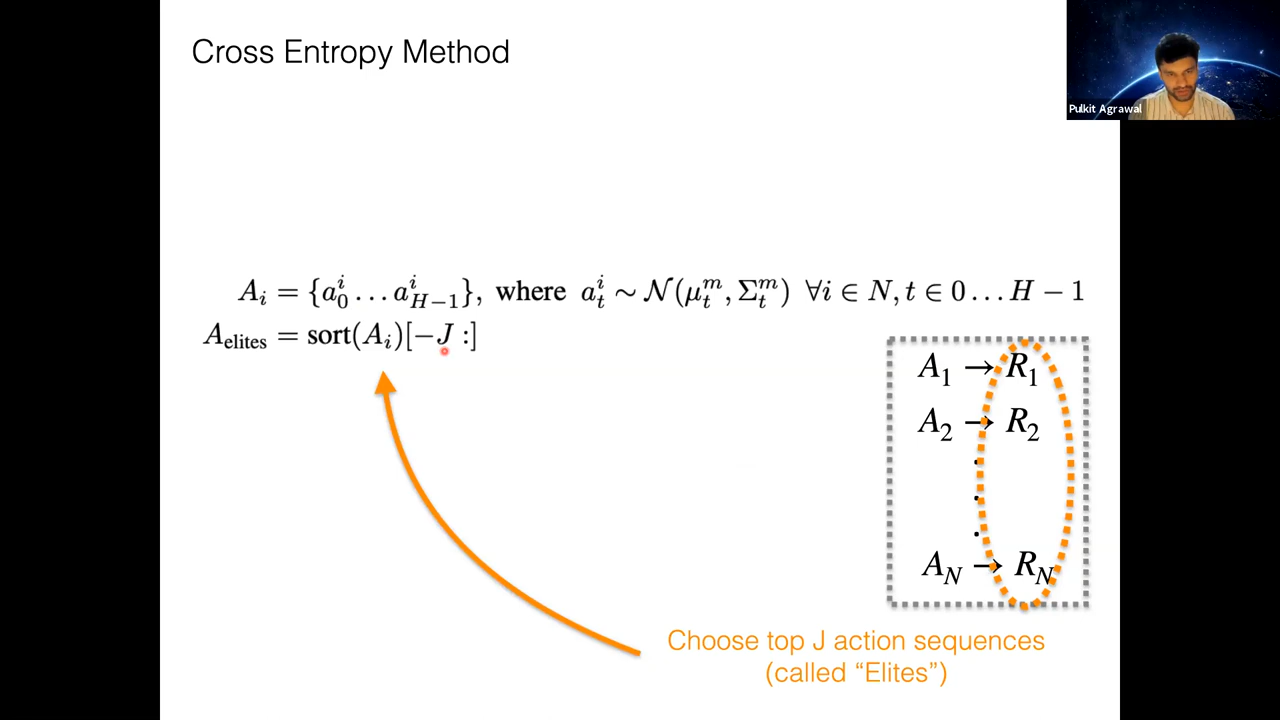 Cross Entropy Method
Pulkit Agrawal
A_i = {a_0^i … a_{H−1}^i}, where a_t^i ∼ 𝒩(μ_t^m, Σ_t^m) ∀i ∈ N, t ∈ 0 … H − 1
A_elites = sort(A_i)[−J :]
A_1 → R_1
A_2 → R_2
.
.
.
A_N → R_N
Choose top J action sequences
(called “Elites”)